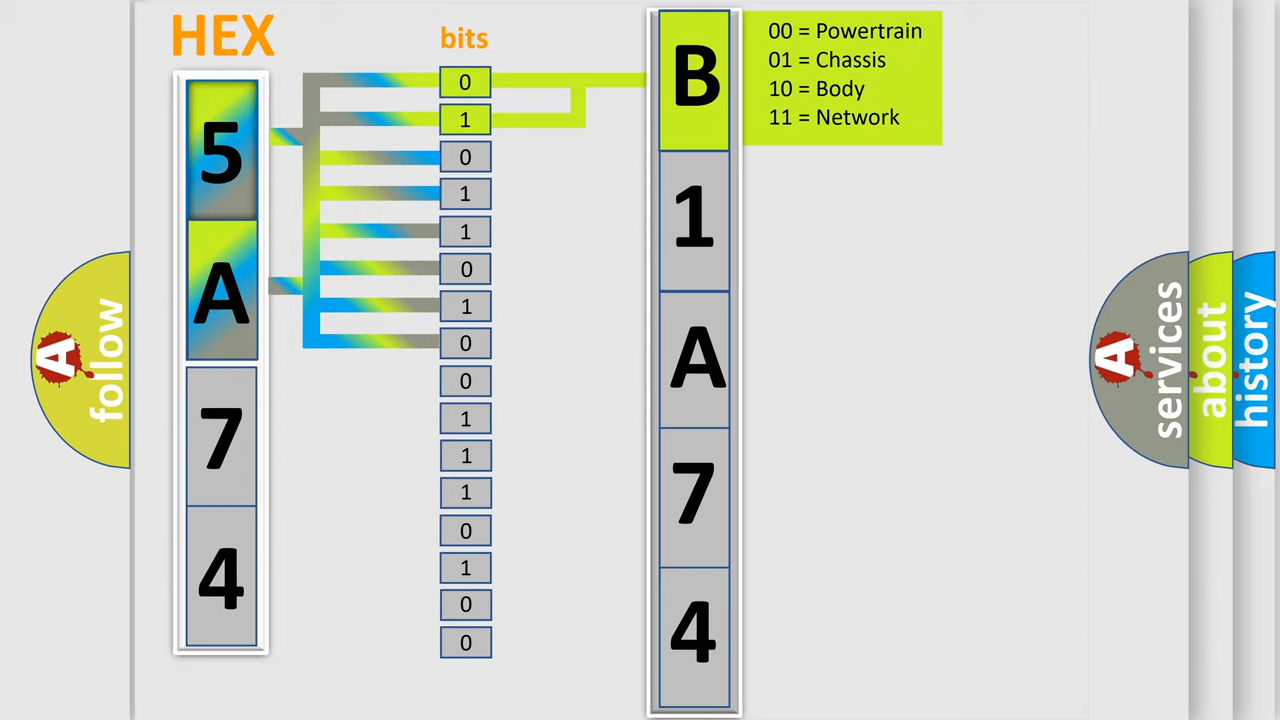 HEX
bits
5
A
7
4
0
1
0
1
1
0
1
0
0
1
1
1
0
1
0
0
B
1
A
7
4
00 = Powertrain
01 = Chassis
10 = Body
11 = Network
A
follow
A
services
about
history